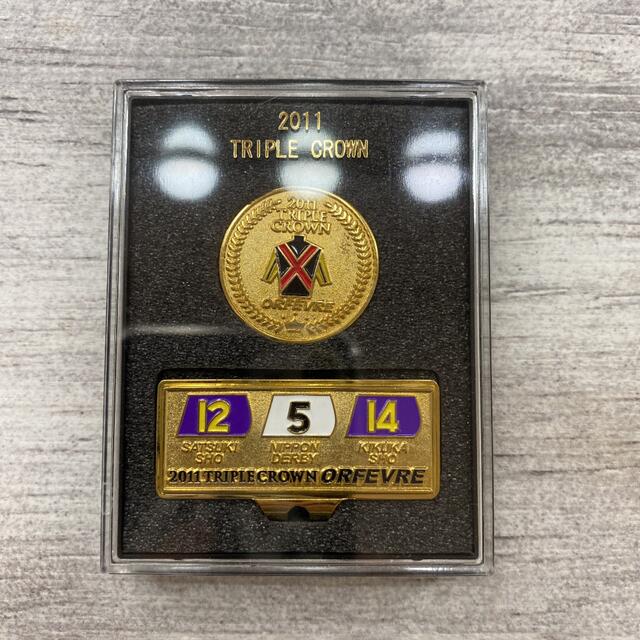 2011
TRIPLE CROWN
2011
TRIPLE
CROWN
ORFEVRE
12 5 14
SATSUKI NIPPON KIKUKA
SHO DERBY SHO
2011 TRIPLE CROWN ORFEVRE